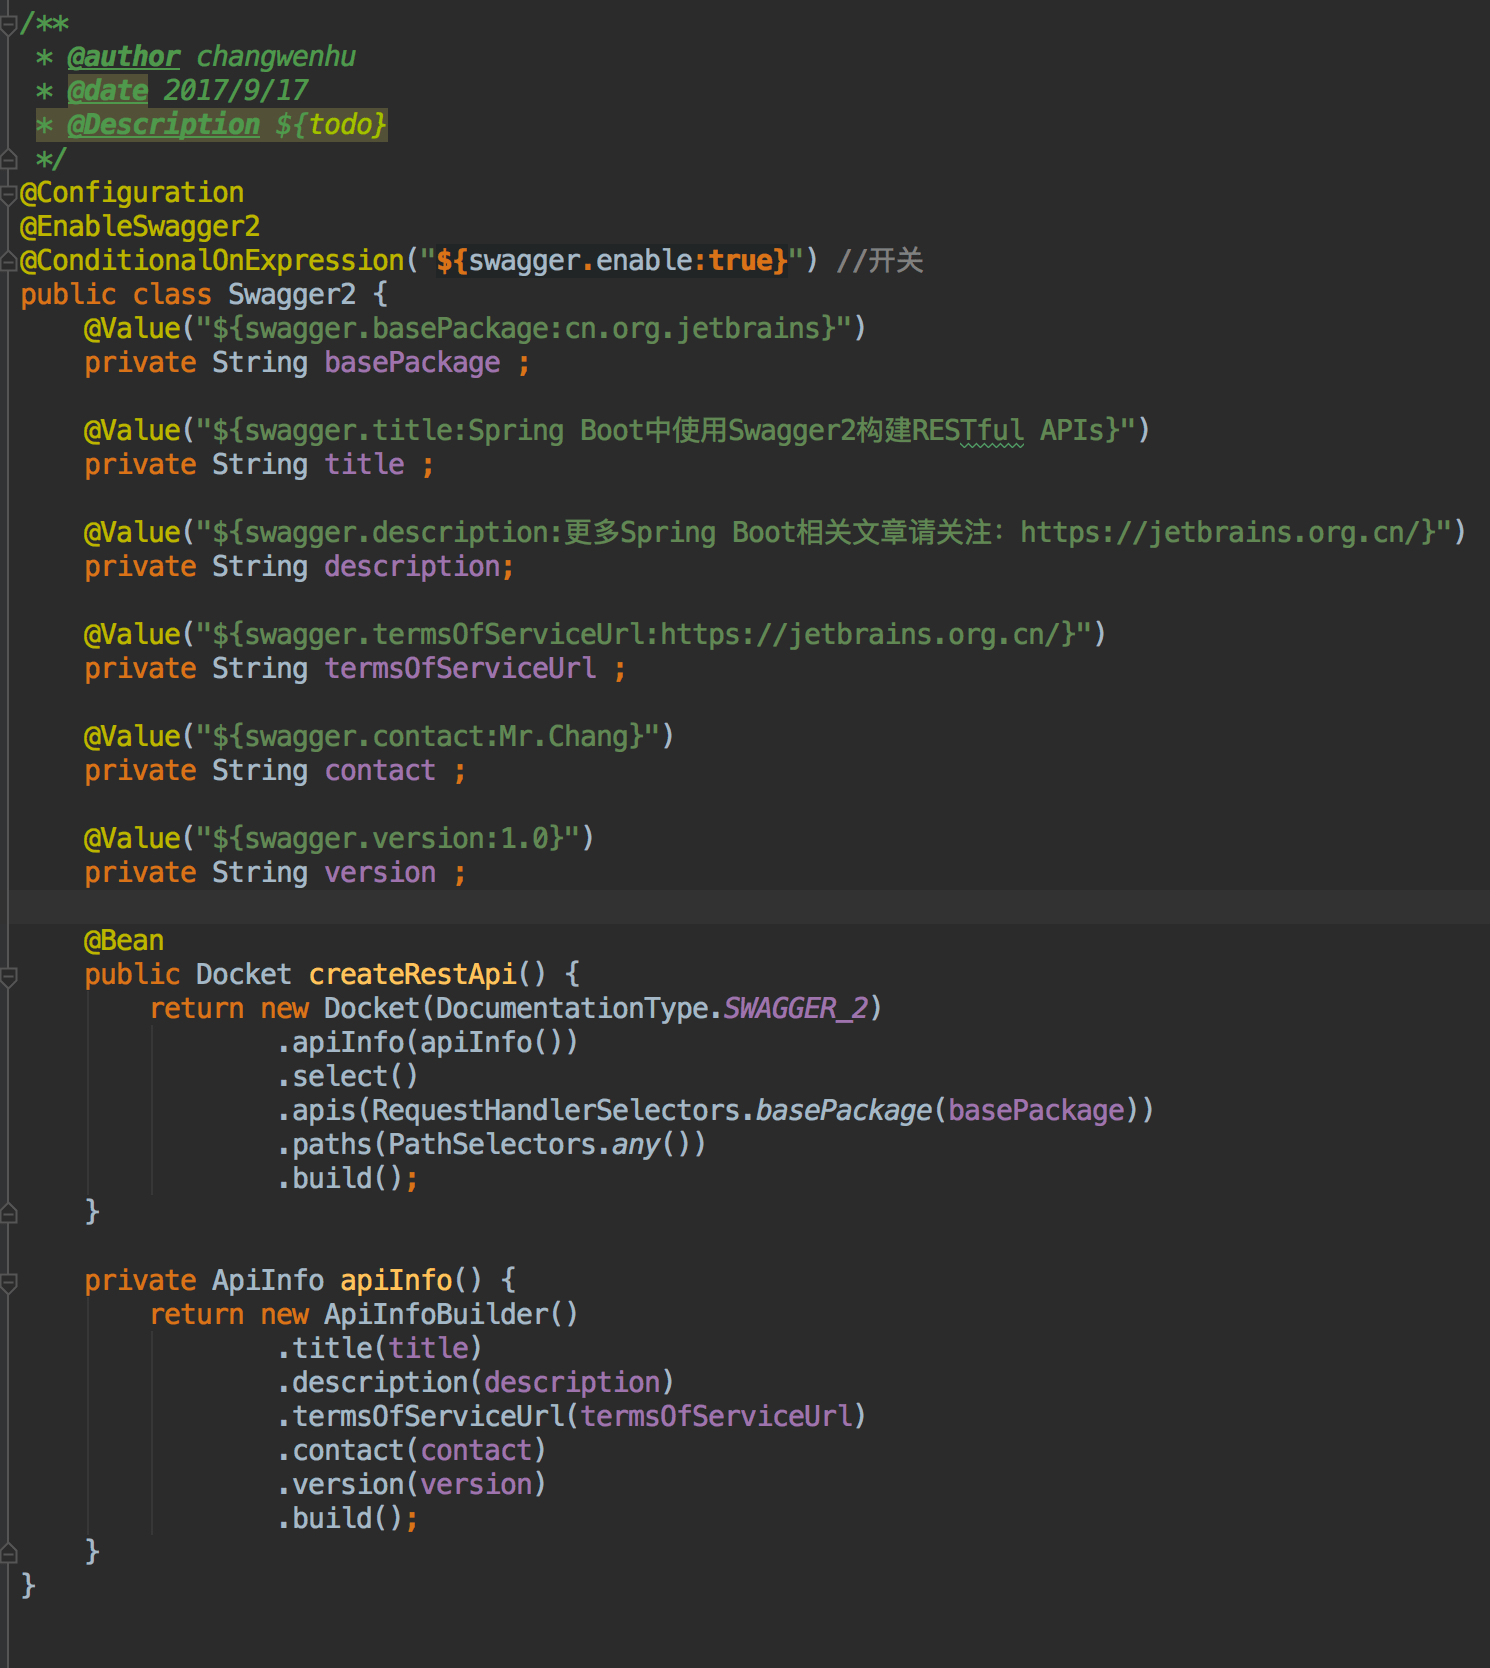 /**
 * @author changwenhu
 * @date 2017/9/17
 * @Description ${todo}
 */
@Configuration
@EnableSwagger2
@ConditionalOnExpression("${swagger.enable:true}") //开关
public class Swagger2 {
    @Value("${swagger.basePackage:cn.org.jetbrains}")
    private String basePackage ;

    @Value("${swagger.title:Spring Boot中使用Swagger2构建RESTful APIs}")
    private String title ;

    @Value("${swagger.description:更多Spring Boot相关文章请关注：https://jetbrains.org.cn/}")
    private String description;

    @Value("${swagger.termsOfServiceUrl:https://jetbrains.org.cn/}")
    private String termsOfServiceUrl ;

    @Value("${swagger.contact:Mr.Chang}")
    private String contact ;

    @Value("${swagger.version:1.0}")
    private String version ;

    @Bean
    public Docket createRestApi() {
        return new Docket(DocumentationType.SWAGGER_2)
                .apiInfo(apiInfo())
                .select()
                .apis(RequestHandlerSelectors.basePackage(basePackage))
                .paths(PathSelectors.any())
                .build();
    }

    private ApiInfo apiInfo() {
        return new ApiInfoBuilder()
                .title(title)
                .description(description)
                .termsOfServiceUrl(termsOfServiceUrl)
                .contact(contact)
                .version(version)
                .build();
    }
}